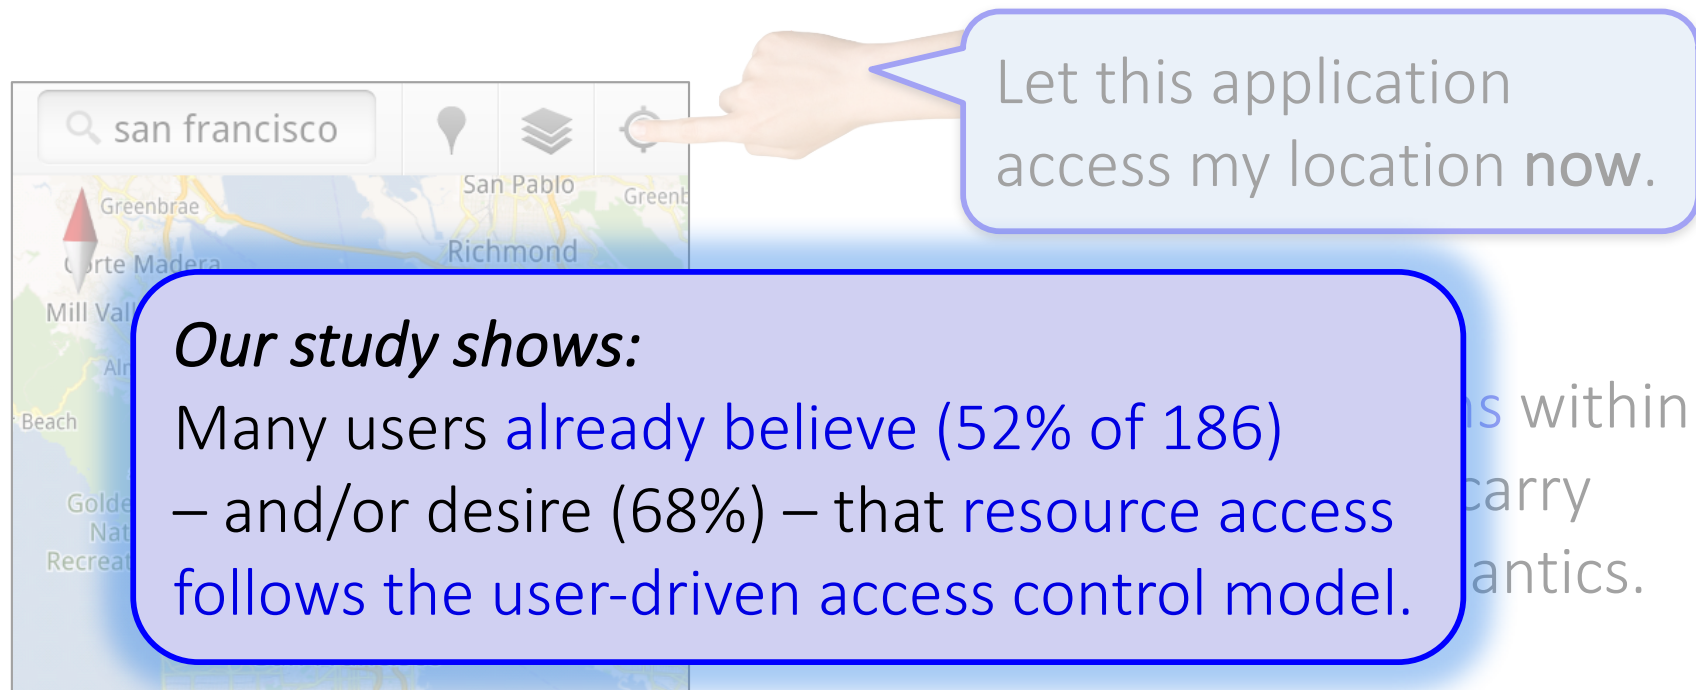 Let this application
access my location now.
san francisco
San Pablo
Greenbrae
Richmond
Corte Madera
Mill Val
Beach
Our study shows:
Many users already believe (52% of 186)
– and/or desire (68%) – that resource access
follows the user-driven access control model.
within
carry